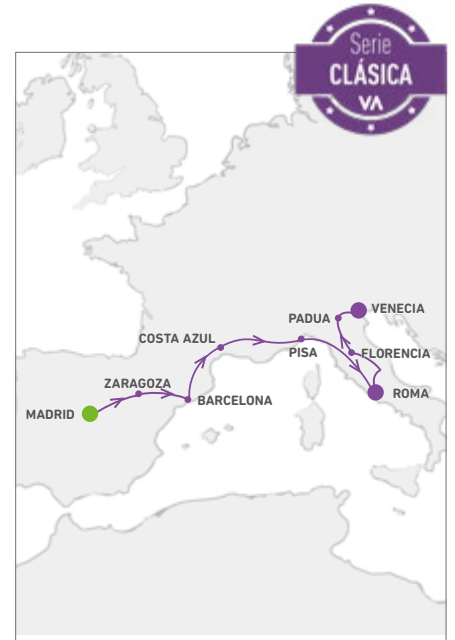 Serie
CLÁSICA
VA
VENECIA
PADUA
COSTA AZUL
PISA
FLORENCIA
ZARAGOZA
ROMA
BARCELONA
MADRID